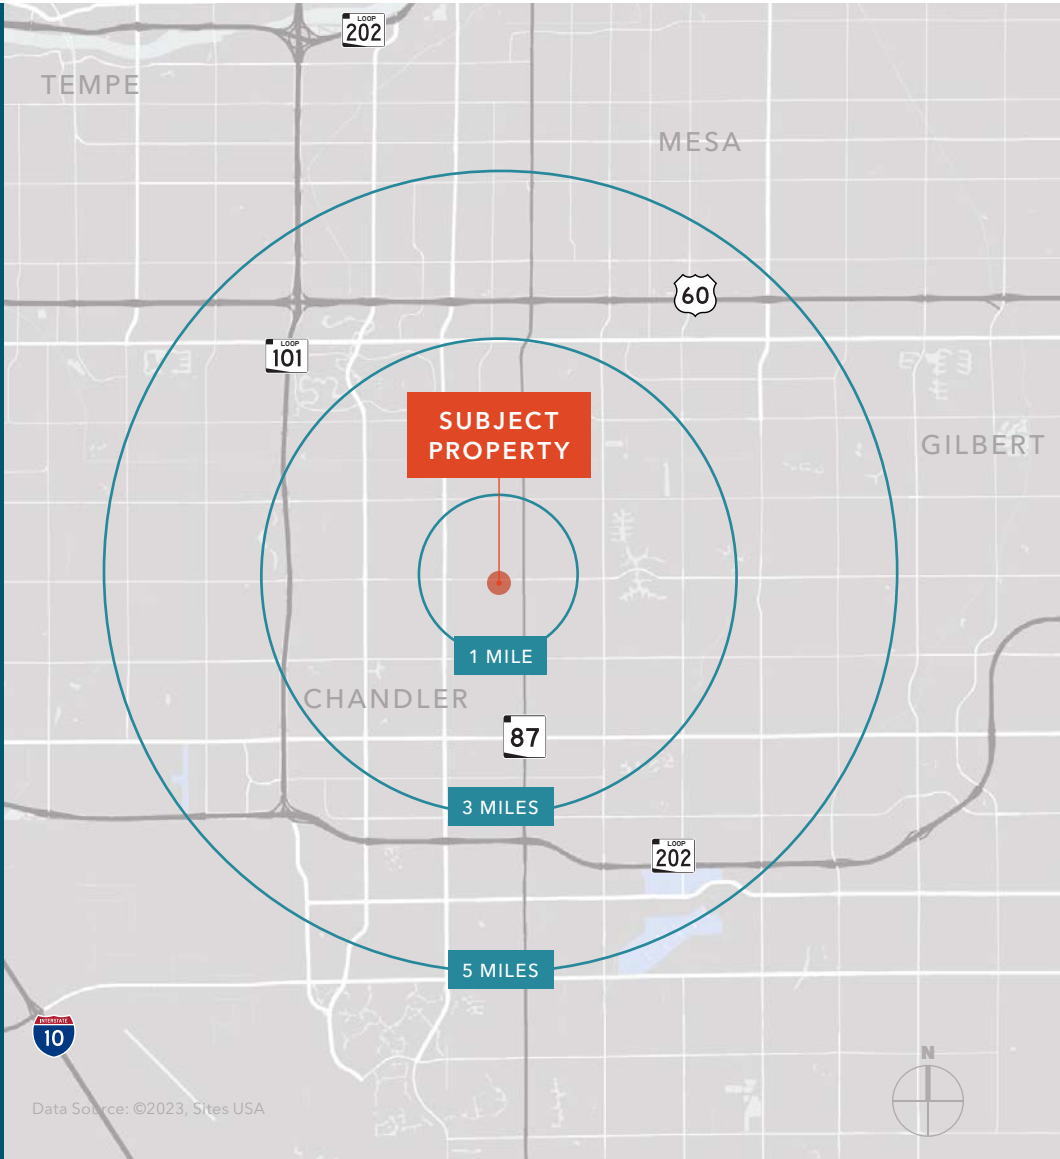 LOOP
202
TEMPE
MESA
60
LOOP
101
SUBJECT
PROPERTY
GILBERT
1 MILE
CHANDLER
87
3 MILES
LOOP
202
5 MILES
INTERSTATE
10
N
Data Source: ©2023, Sites USA